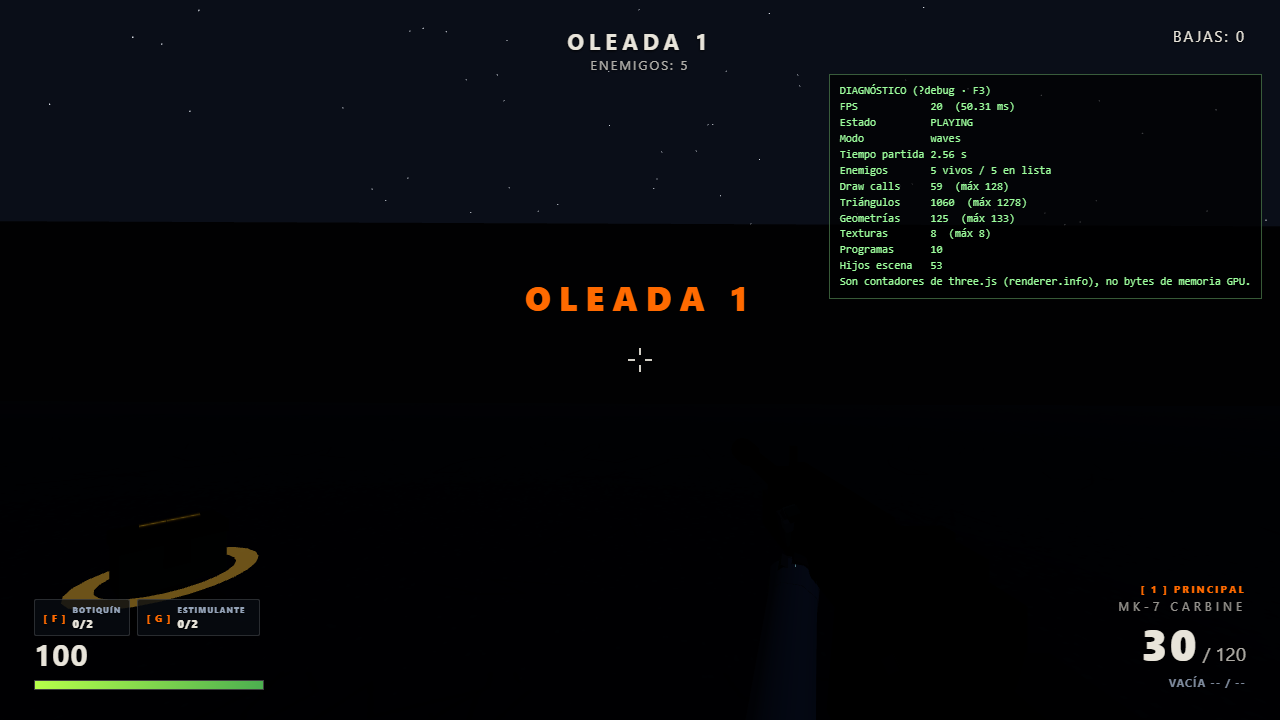 OLEADA 1
ENEMIGOS: 5
BAJAS: 0
DIAGNÓSTICO (?debug · F3)
FPS 20 (50.31 ms)
Estado PLAYING
Modo waves
Tiempo partida 2.56 s
Enemigos 5 vivos / 5 en lista
Draw calls 59 (máx 128)
Triángulos 1060 (máx 1278)
Geometrías 125 (máx 133)
Texturas 8 (máx 8)
Programas 10
Hijos escena 53
Son contadores de three.js (renderer.info), no bytes de memoria GPU.
OLEADA 1
[ F ] BOTIQUÍN 0/2
[ G ] ESTIMULANTE 0/2
100
[ 1 ] PRINCIPAL
MK-7 CARBINE
30 / 120
VACÍA -- / --